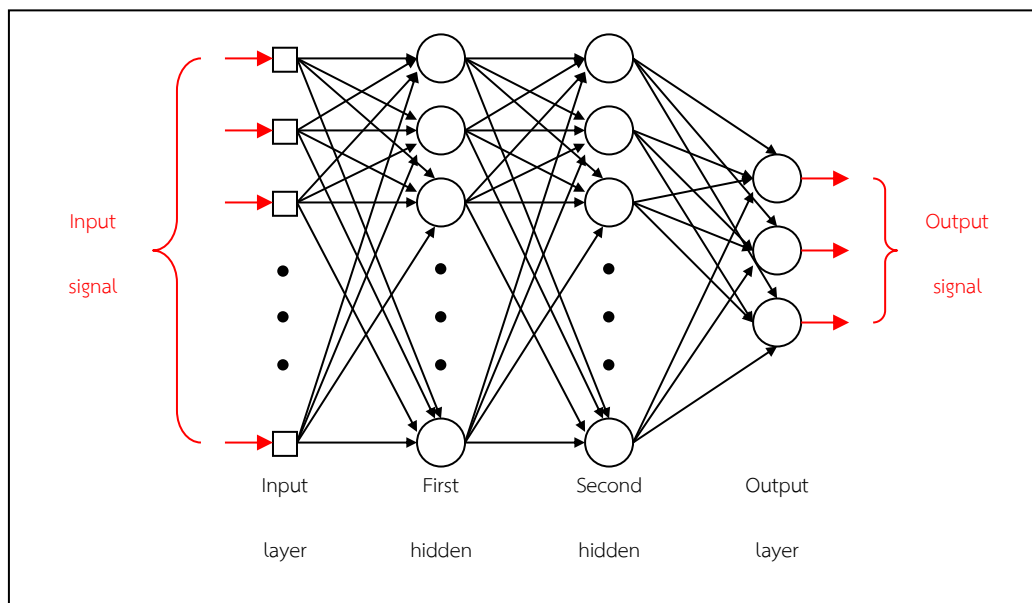 Input
signal
Output
signal
Input
layer
First
hidden
Second
hidden
Output
layer